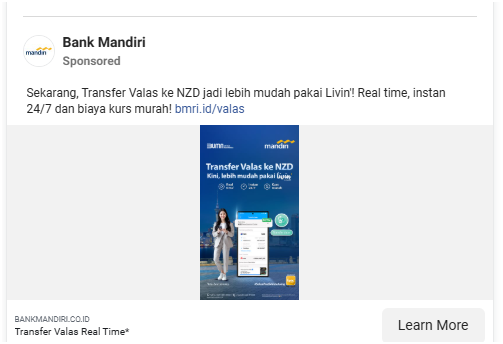 mandiri
Bank Mandiri
Sponsored
Sekarang, Transfer Valas ke NZD jadi lebih mudah pakai Livin'! Real time, instan
24/7 dan biaya kurs murah! bmri.id/valas
BUMN
mandiri
Transfer Valas ke NZD
Kini, lebih mudah pakai Livin'
BANKMANDIRI.CO.ID
Transfer Valas Real Time*
Learn More